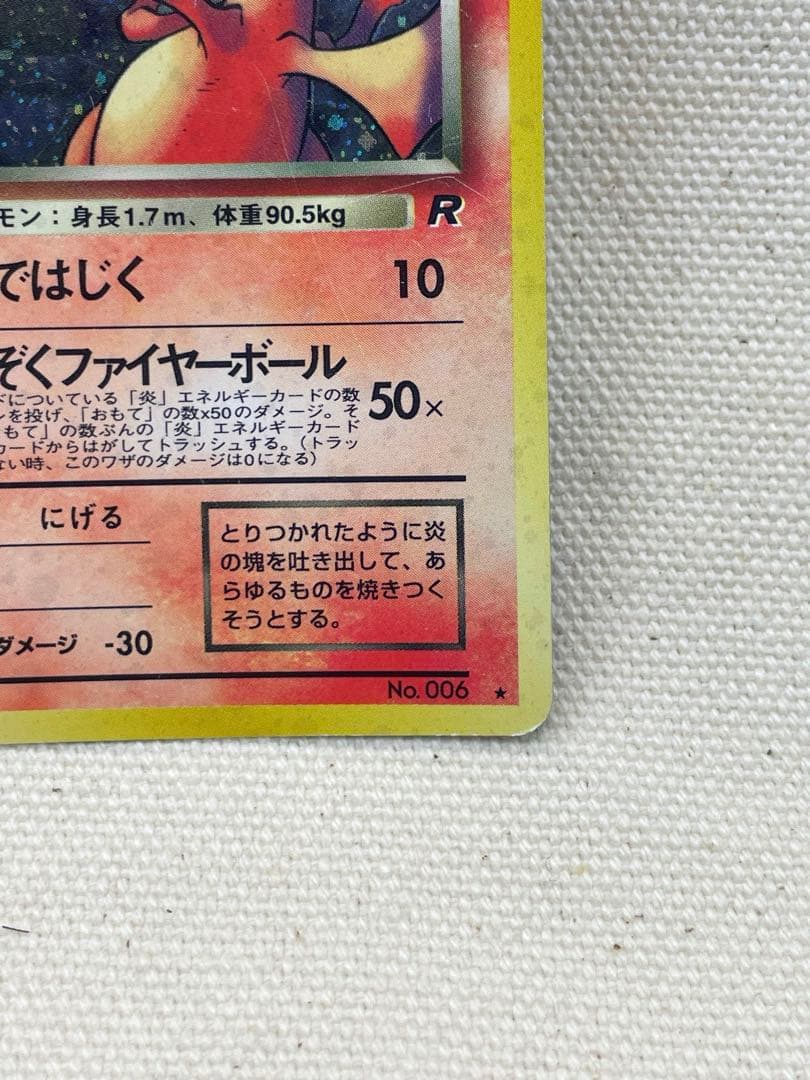 モン：身長1.7m、体重90.5kg R
ではじく 10
ぞくファイヤーボール
ドについている「炎」エネルギーカードの数
ンを投げ、「おもて」の数x50のダメージ。そ
もて」の数ぶんの「炎」エネルギーカード
カードからはがしてトラッシュする。（トラッ
ない時、このワザのダメージは0になる）
50×
にげる
とりつかれたように炎
の塊を吐き出して、あ
らゆるものを焼きつく
そうとする。
ダメージ -30
No. 006 ★